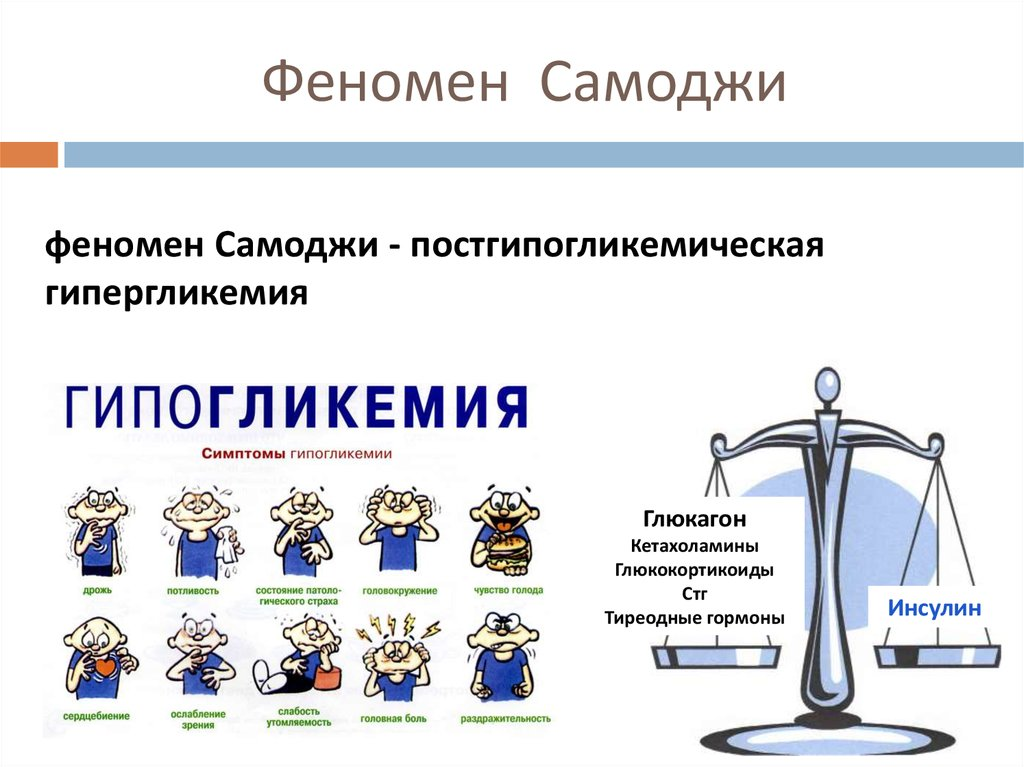 Феномен Самоджи
феномен Самоджи - постгипогликемическая
гипергликемия
ГИПОГЛИКЕМИЯ
Симптомы гипогликемии
дрожь
потливость
состояние патоло-
гического страха
головокружение
чувство голода
сердцебиение
ослабление
зрения
слабость
утомляемость
головная боль
раздражительность
Глюкагон
Кетахоламины
Глюкокортикоиды
Стг
Тиреодные гормоны
Инсулин